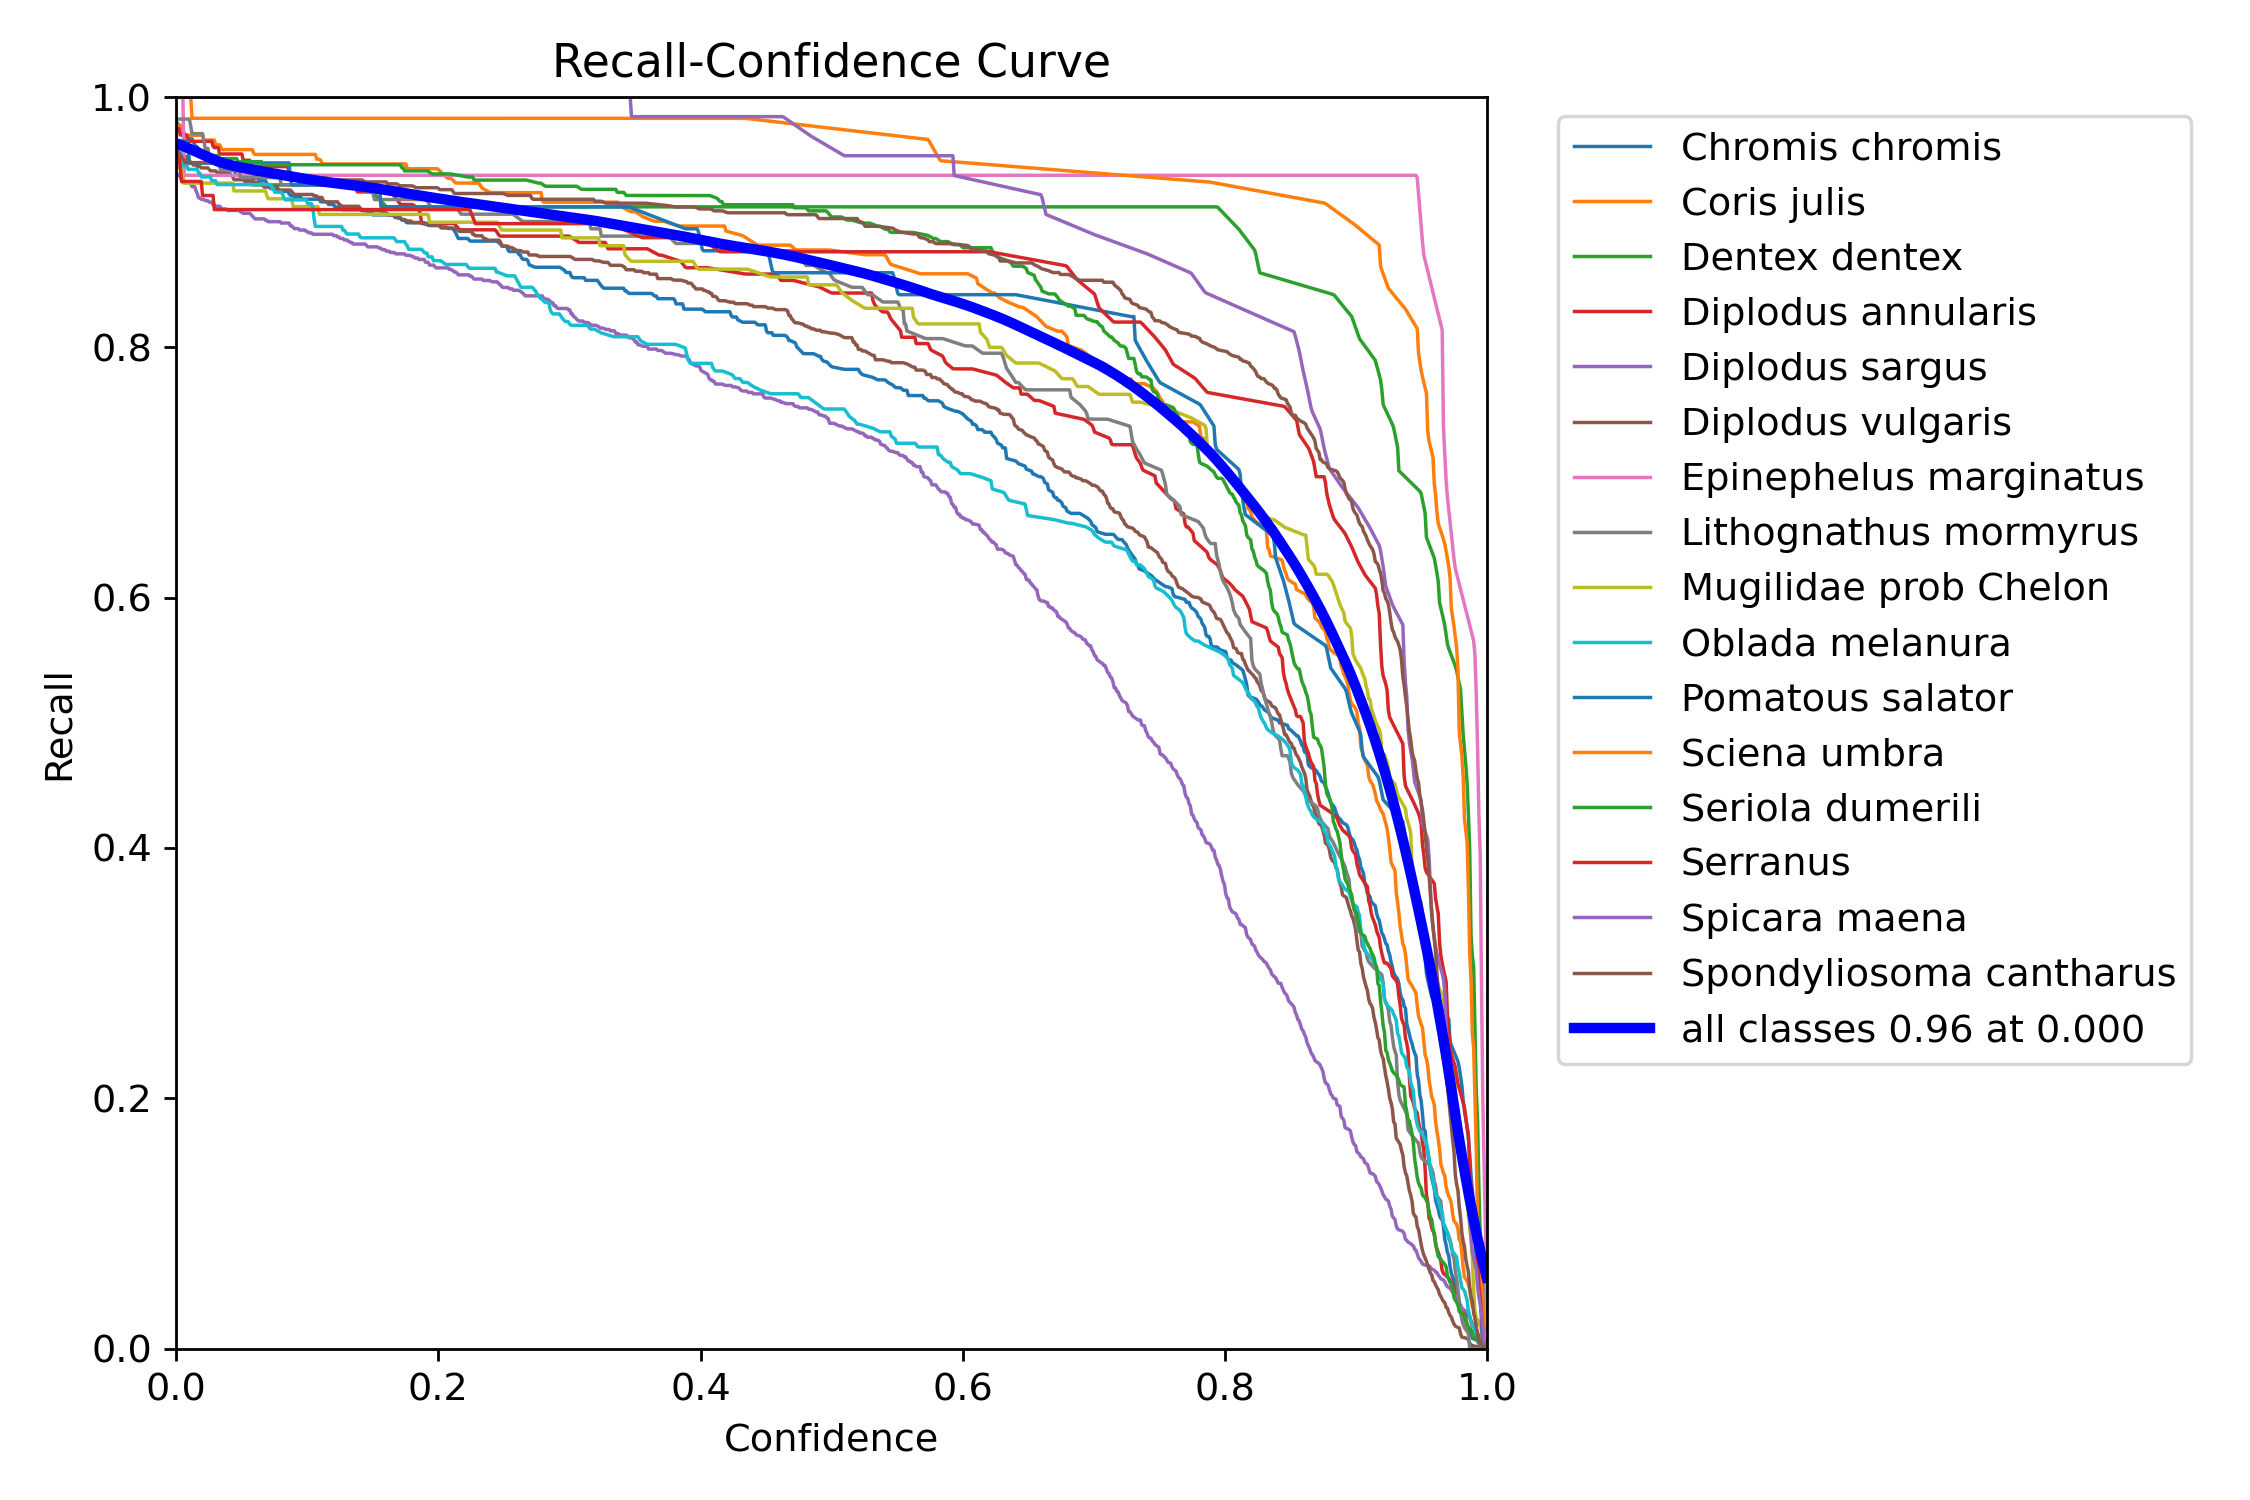 Recall-Confidence Curve
1.0
0.8
0.6
0.4
0.2
0.0
Recall
0.0 0.2 0.4 0.6 0.8 1.0
Confidence
Chromis chromis
Coris julis
Dentex dentex
Diplodus annularis
Diplodus sargus
Diplodus vulgaris
Epinephelus marginatus
Lithognathus mormyrus
Mugilidae prob Chelon
Oblada melanura
Pomatous salator
Sciena umbra
Seriola dumerili
Serranus
Spicara maena
Spondyliosoma cantharus
all classes 0.96 at 0.000